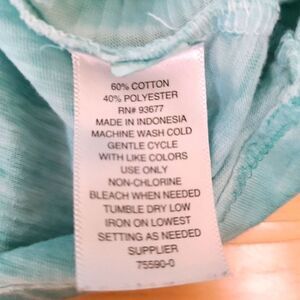 60% COTTON
40% POLYESTER
RN# 93677
MADE IN INDONESIA
MACHINE WASH COLD
GENTLE CYCLE
WITH LIKE COLORS
USE ONLY
NON-CHLORINE
BLEACH WHEN NEEDED
TUMBLE DRY LOW
IRON ON LOWEST
SETTING AS NEEDED
SUPPLIER
75590-0